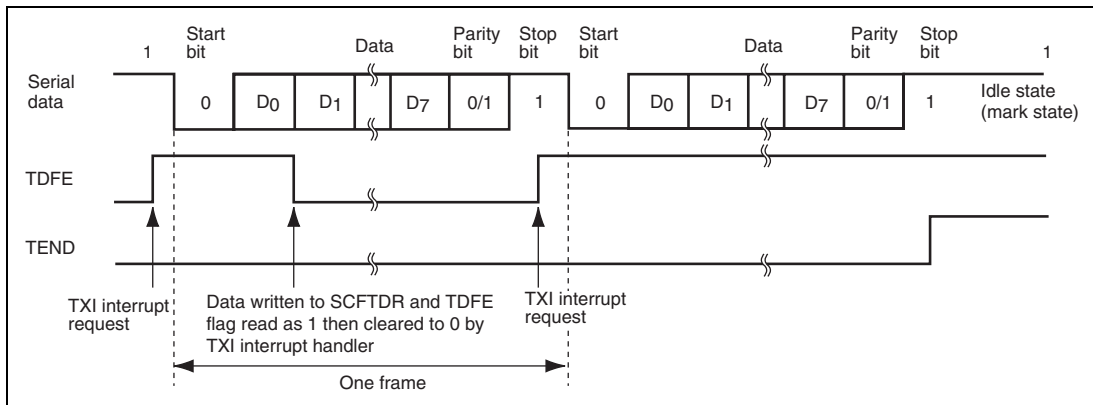 1 Start bit Data Parity bit Stop bit Start bit Data Parity bit Stop bit 1
Serial data 0 D0 D1 D7 0/1 1 0 D0 D1 D7 0/1 1 Idle state (mark state)
TDFE
TEND
TXI interrupt request
Data written to SCFTDR and TDFE
flag read as 1 then cleared to 0 by
TXI interrupt handler
TXI interrupt request
One frame